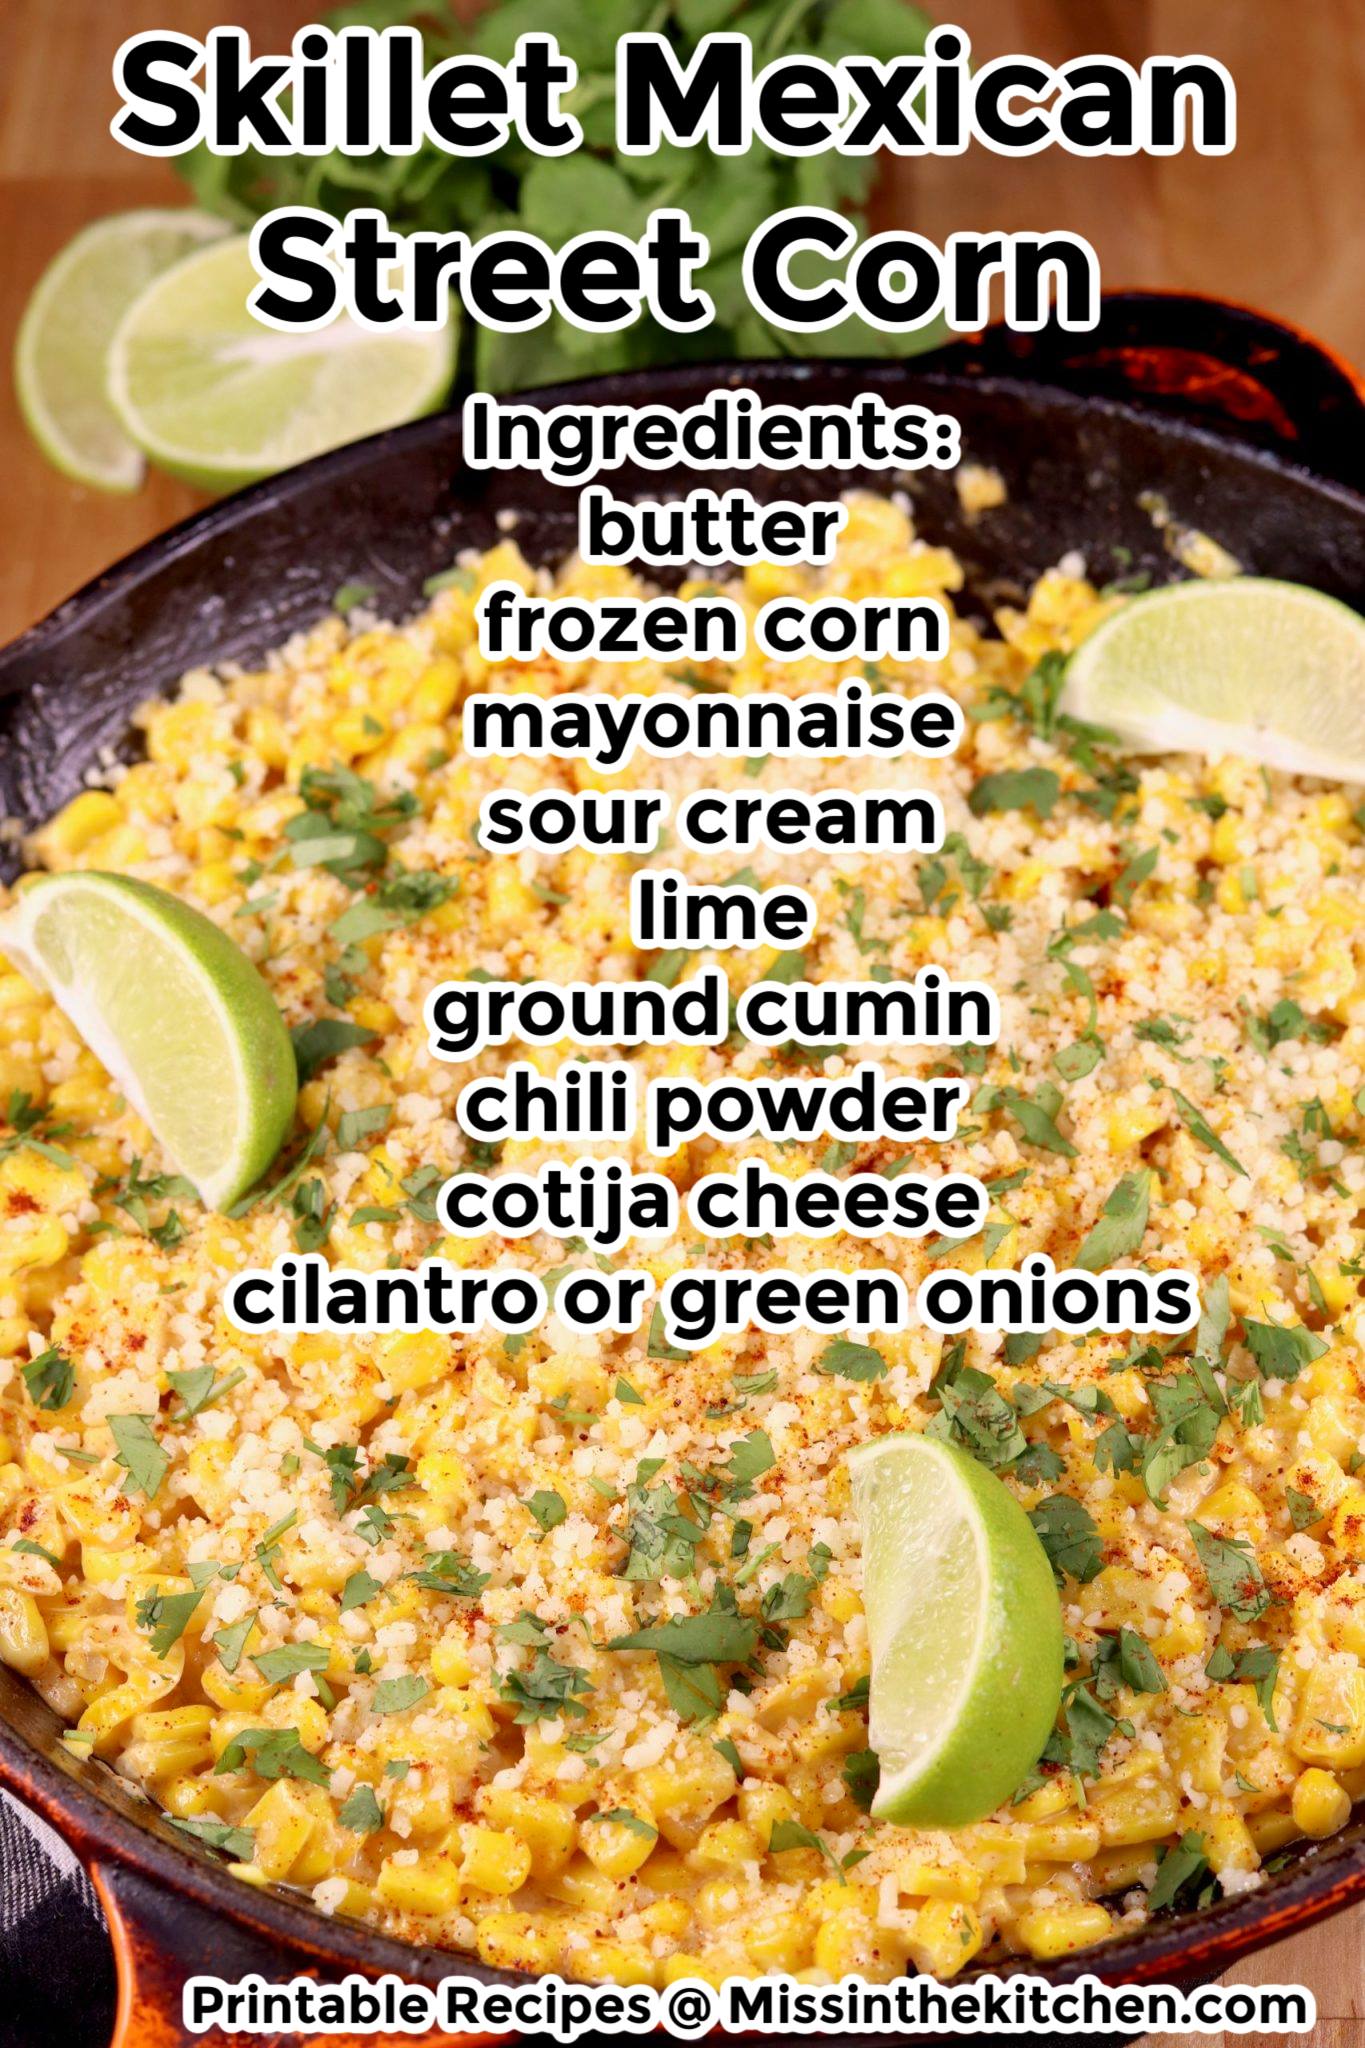 Skillet Mexican
Street Corn
Ingredients:
butter
frozen corn
mayonnaise
sour cream
lime
ground cumin
chili powder
cotija cheese
cilantro or green onions
Printable Recipes @ Missinthekitchen.com